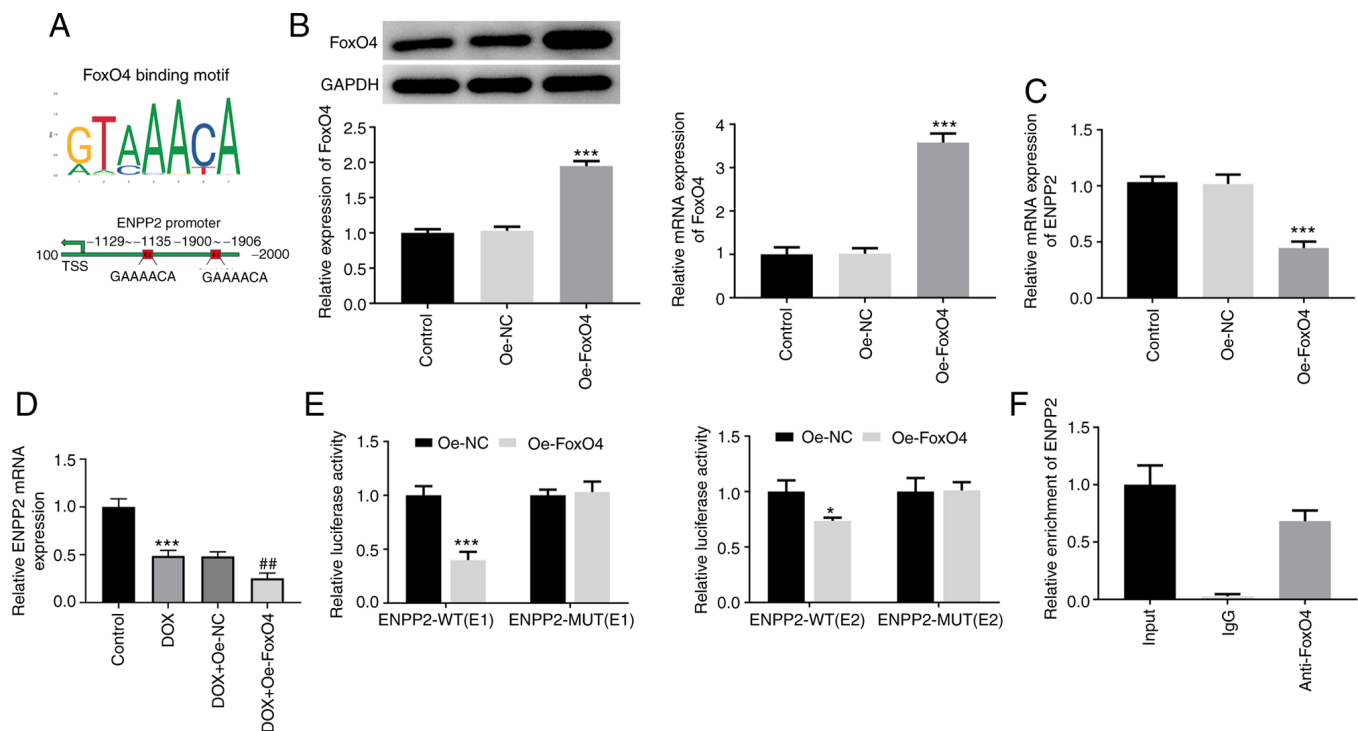 A
FoxO4 binding motif
GTAAACA
ENPP2 promoter
−1129~−1135 −1900~−1906
100
TSS
−2000
GAAAACA
GAAAACA
B
FoxO4
GAPDH
Relative expression of FoxO4
2.5
2.0
1.5
1.0
0.5
0.0
***
Control
Oe-NC
Oe-FoxO4
Relative mRNA expression
of FoxO4
4
3
2
1
0
***
Control
Oe-NC
Oe-FoxO4
C
Relative mRNA expression
of ENPP2
1.5
1.0
0.5
0.0
***
Control
Oe-NC
Oe-FoxO4
D
Relative ENPP2 mRNA
expression
1.5
1.0
0.5
0.0
***
##
Control
DOX
DOX+Oe-NC
DOX+Oe-FoxO4
E
Relative luciferase activity
1.5
1.0
0.5
0.0
Oe-NC
Oe-FoxO4
***
ENPP2-WT(E1)
ENPP2-MUT(E1)
Relative luciferase activity
1.5
1.0
0.5
0.0
Oe-NC
Oe-FoxO4
*
ENPP2-WT(E2)
ENPP2-MUT(E2)
F
Relative enrichment of ENPP2
1.5
1.0
0.5
0.0
Input
IgG
Anti-FoxO4